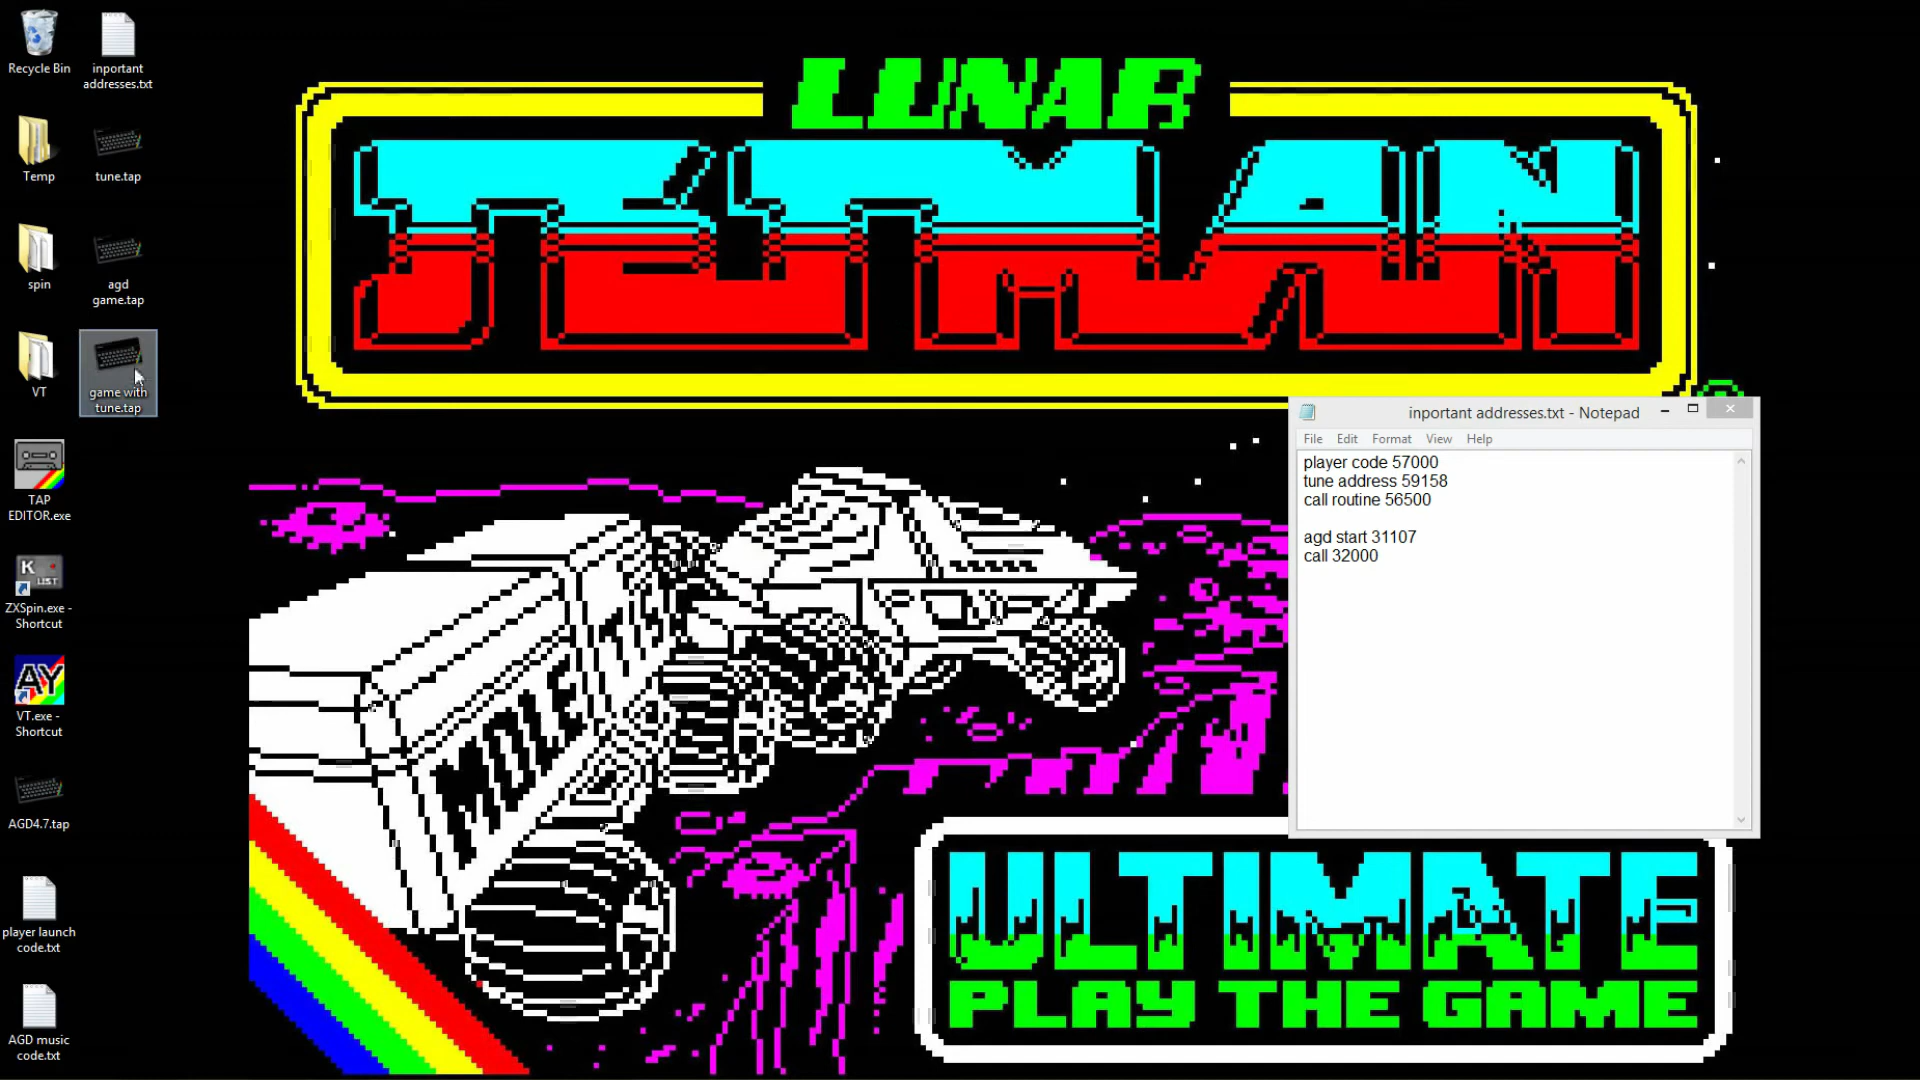 Recycle Bin
inportant
addresses.txt
Temp
tune.tap
spin
agd
game.tap
VT
game with
tune.tap
TAP
EDITOR.exe
K
LIST
ZXSpin.exe -
Shortcut
AY
VT.exe -
Shortcut
AGD4.7.tap
player launch
code.txt
AGD music
code.txt
LUNAR
JETMAN
MOLE
ULTIMATE
PLAY THE GAME
inportant addresses.txt - Notepad
File Edit Format View Help
player code 57000
tune address 59158
call routine 56500
agd start 31107
call 32000